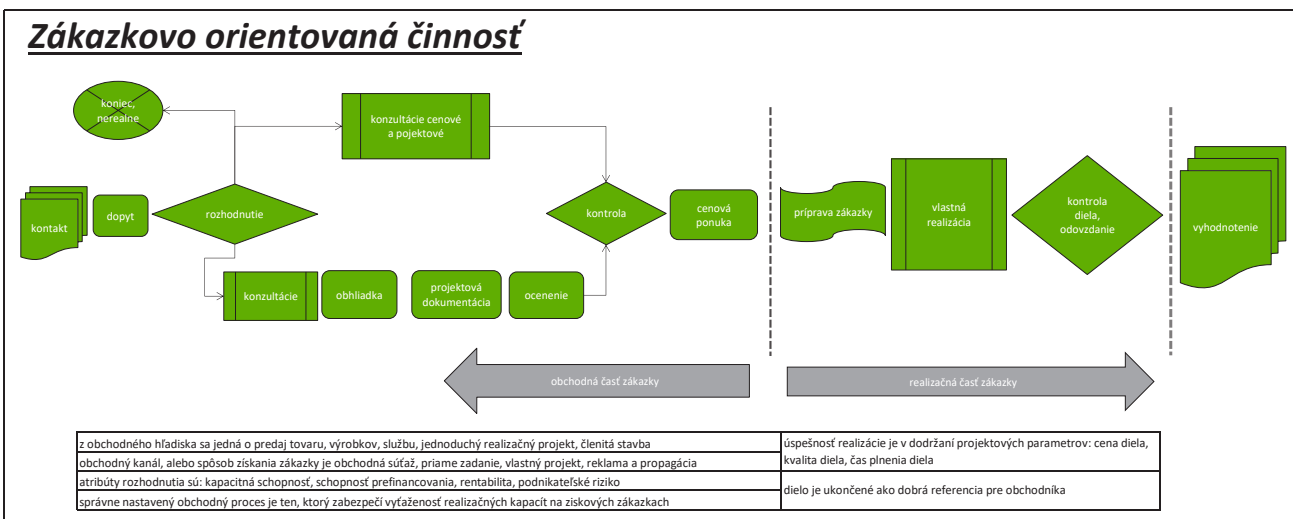 Zákazkovo orientovaná činnosť
koniec,
nerealne
konzultácie cenové
a pojektové
kontakt
dopyt
rozhodnutie
kontrola
cenová
ponuka
príprava zákazky
vlastná
realizácia
kontrola
diela,
odovzdanie
vyhodnotenie
konzultácie
obhliadka
projektová
dokumentácia
ocenenie
obchodná časť zákazky
realizačná časť zákazky
z obchodného hľadiska sa jedná o predaj tovaru, výrobkov, službu, jednoduchý realizačný projekt, členitá stavba
obchodný kanál, alebo spôsob získania zákazky je obchodná súťaž, priame zadanie, vlastný projekt, reklama a propagácia
atribúty rozhodnutia sú: kapacitná schopnosť, schopnosť prefinancovania, rentabilita, podnikateľské riziko
správne nastavený obchodný proces je ten, ktorý zabezpečí vyťaženosť realizačných kapacít na ziskových zákazkach
úspešnosť realizácie je v dodržaní projektových parametrov: cena diela,
kvalita diela, čas plnenia diela
dielo je ukončené ako dobrá referencia pre obchodníka